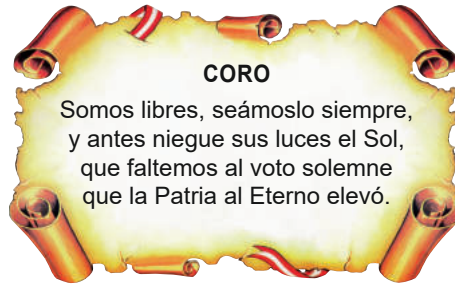 CORO
Somos libres, seámoslo siempre,
y antes niegue sus luces el Sol,
que faltemos al voto solemne
que la Patria al Eterno elevó.